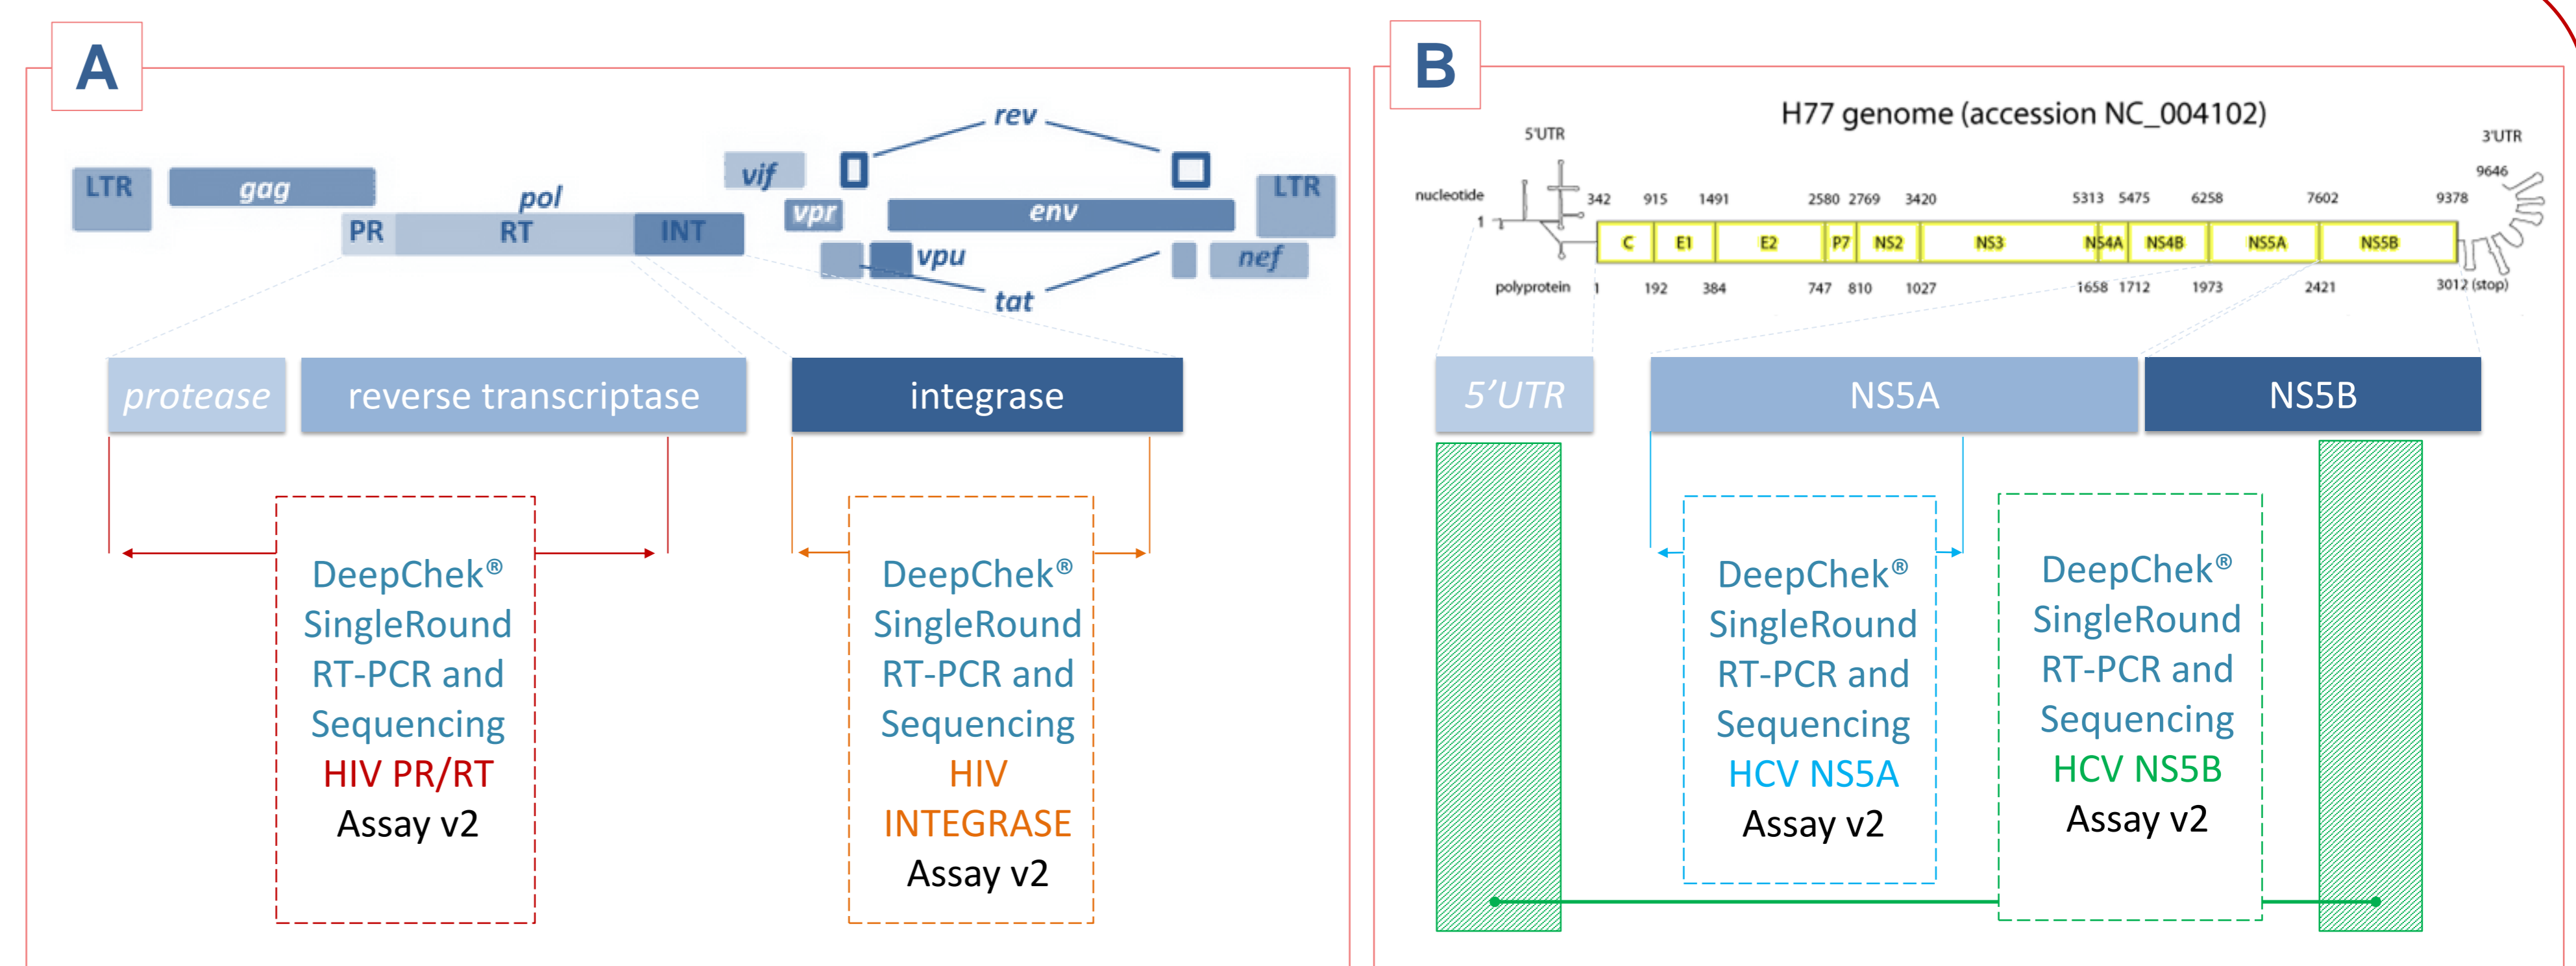 A
rev
vif
LTR
gag
pol
vpr
env
LTR
PR
RT
INT
vpu
nef
tat
protease
reverse transcriptase
integrase
DeepChek®
SingleRound
RT-PCR and
Sequencing
HIV PR/RT
Assay v2
DeepChek®
SingleRound
RT-PCR and
Sequencing
HIV
INTEGRASE
Assay v2
B
H77 genome (accession NC_004102)
5'UTR
3'UTR
9646
nucleotide
342 915 1491 2580 2769 3420 5313 5475 6258 7602 9378
1
C E1 E2 P7 NS2 NS3 NS4A NS4B NS5A NS5B
polyprotein 1 192 384 747 810 1027 1658 1712 1973 2421 3012 (stop)
5’UTR
NS5A
NS5B
DeepChek®
SingleRound
RT-PCR and
Sequencing
HCV NS5A
Assay v2
DeepChek®
SingleRound
RT-PCR and
Sequencing
HCV NS5B
Assay v2